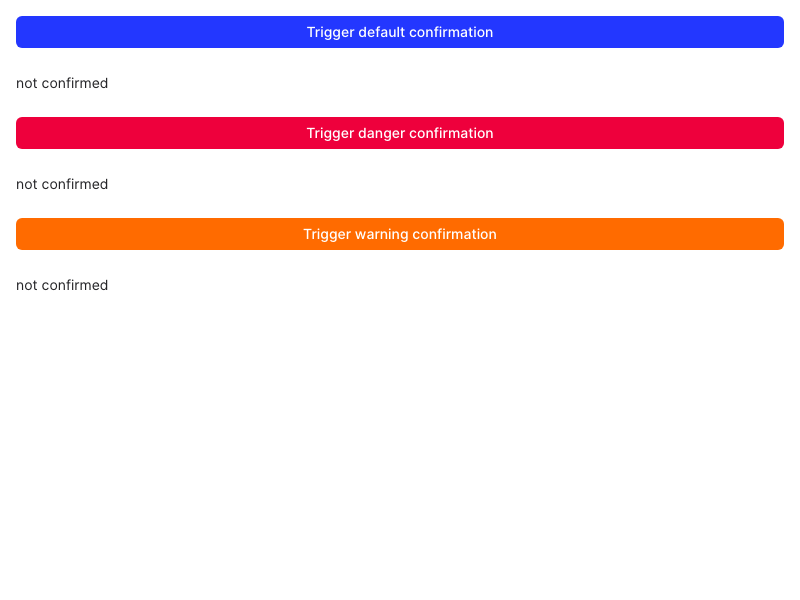 Trigger default confirmation
not confirmed
Trigger danger confirmation
not confirmed
Trigger warning confirmation
not confirmed